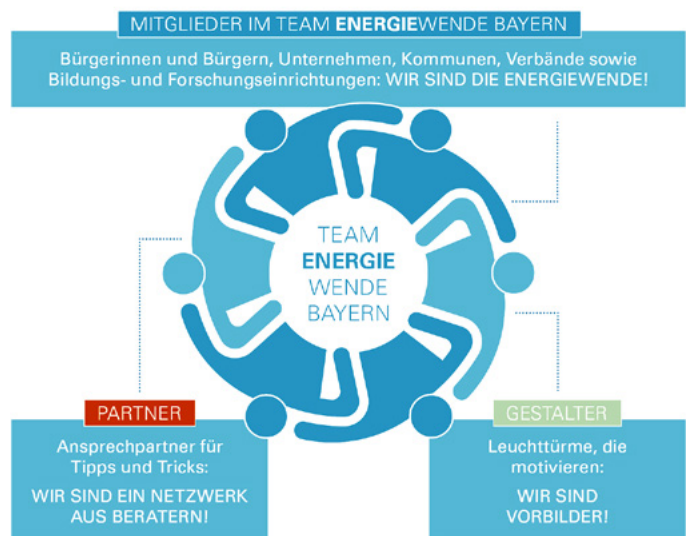 MITGLIEDER IM TEAM ENERGIEWENDE BAYERN
Bürgerinnen und Bürgern, Unternehmen, Kommunen, Verbände sowie
Bildungs- und Forschungseinrichtungen: WIR SIND DIE ENERGIEWENDE!
TEAM
ENERGIE
WENDE
BAYERN
PARTNER
Ansprechpartner für
Tipps und Tricks:
WIR SIND EIN NETZWERK
AUS BERATERN!
GESTALTER
Leuchttürme, die
motivieren:
WIR SIND
VORBILDER!